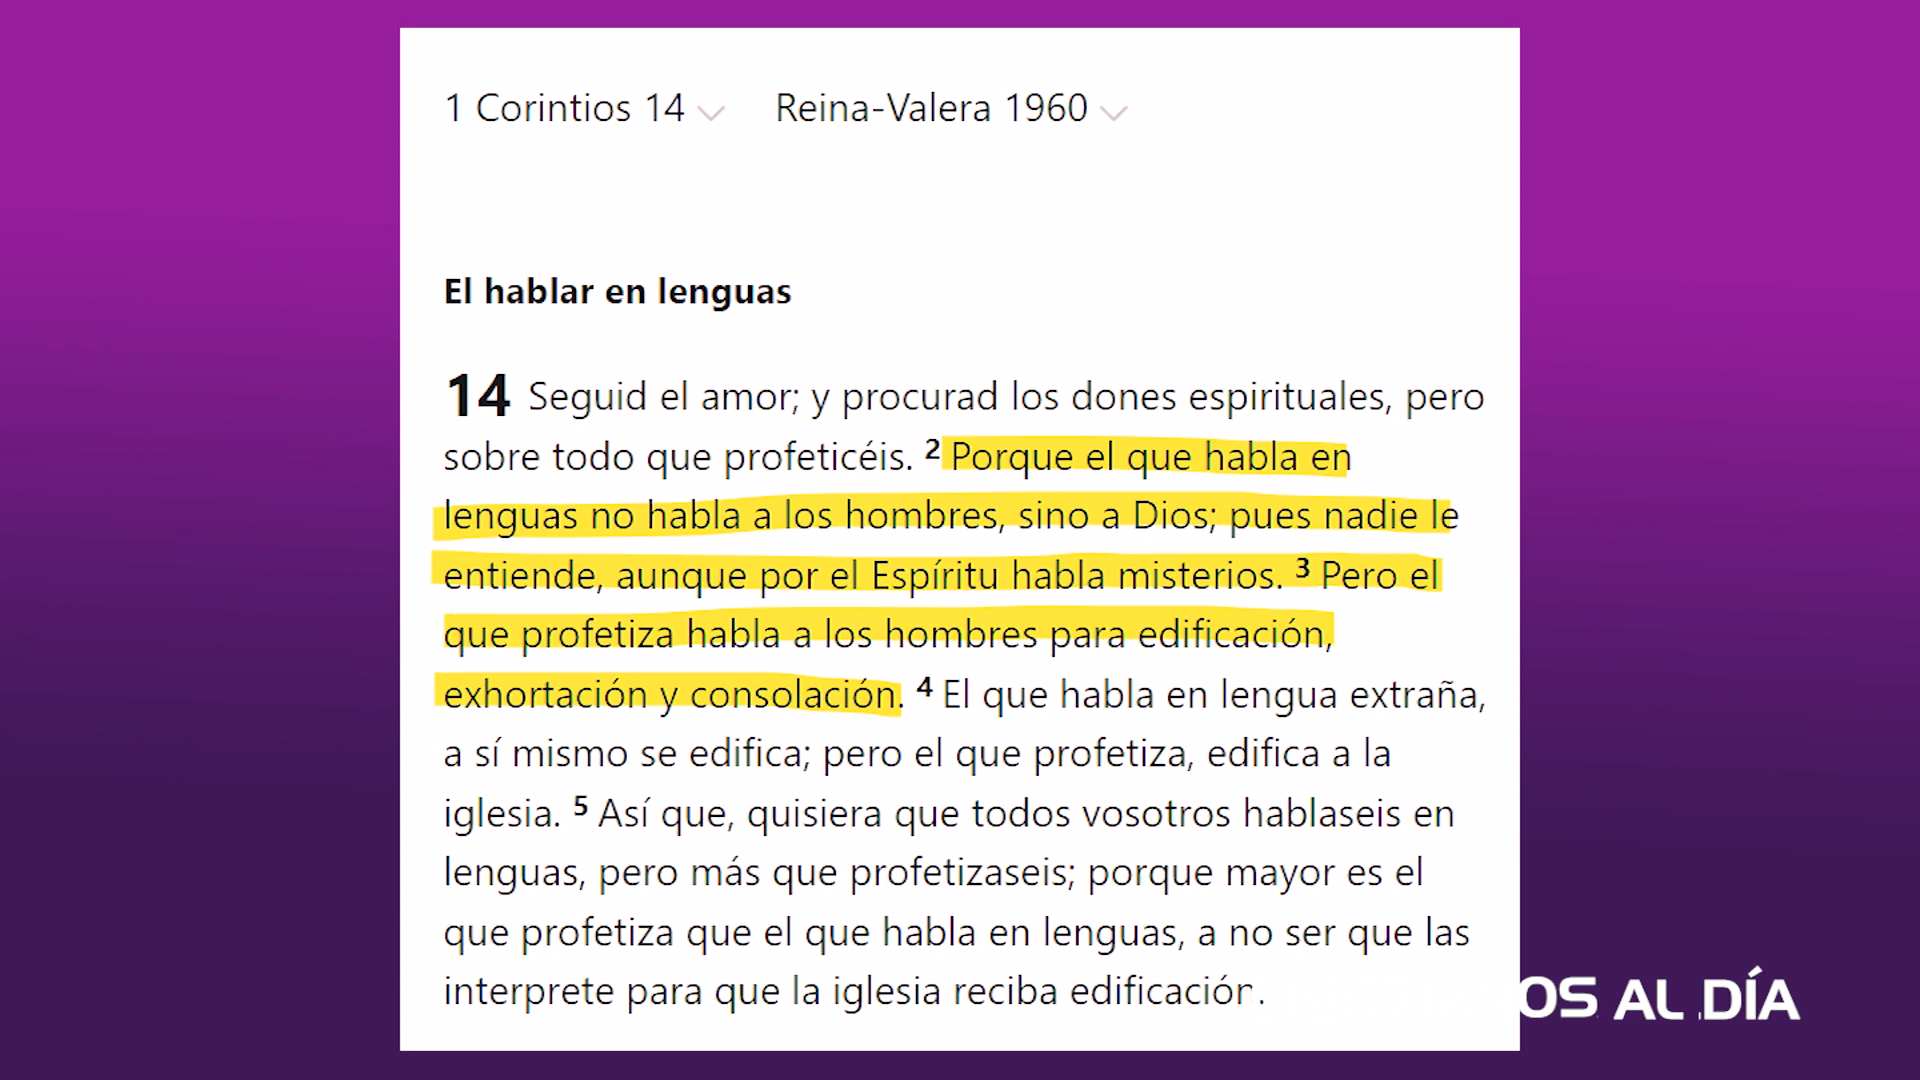 1 Corintios 14 Reina-Valera 1960
El hablar en lenguas
14 Seguid el amor; y procurad los dones espirituales, pero
sobre todo que profeticéis. 2 Porque el que habla en
lenguas no habla a los hombres, sino a Dios; pues nadie le
entiende, aunque por el Espíritu habla misterios. 3 Pero el
que profetiza habla a los hombres para edificación,
exhortación y consolación. 4 El que habla en lengua extraña,
a sí mismo se edifica; pero el que profetiza, edifica a la
iglesia. 5 Así que, quisiera que todos vosotros hablaseis en
lenguas, pero más que profetizaseis; porque mayor es el
que profetiza que el que habla en lenguas, a no ser que las
interprete para que la iglesia reciba edificación.
AL DÍA